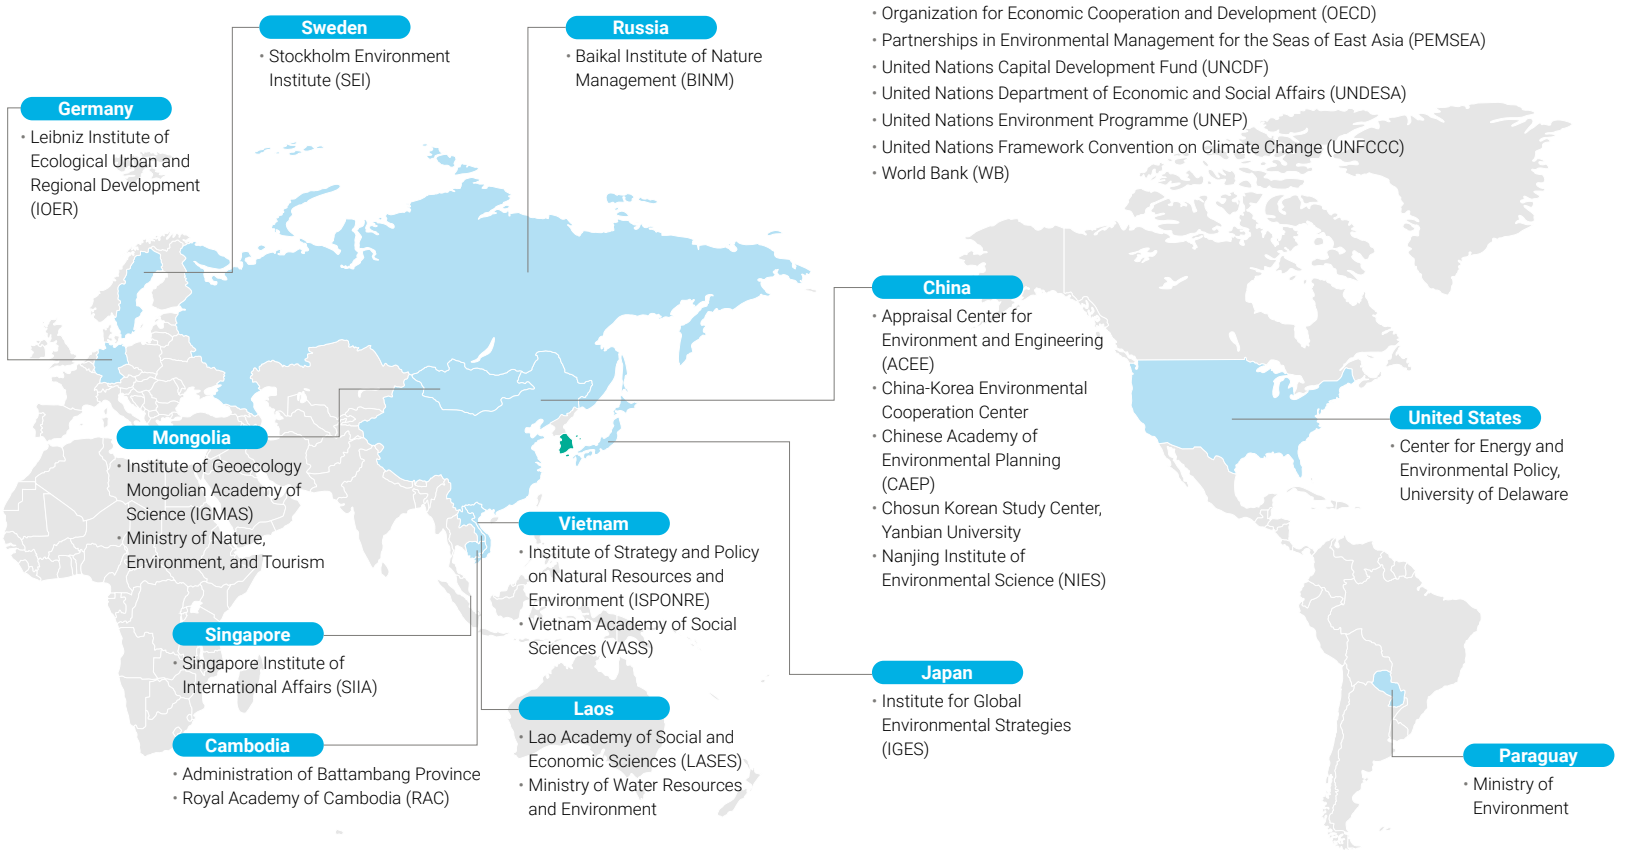 Sweden
• Stockholm Environment
Institute (SEI)
Russia
• Baikal Institute of Nature
Management (BINM)
• Organization for Economic Cooperation and Development (OECD)
• Partnerships in Environmental Management for the Seas of East Asia (PEMSEA)
• United Nations Capital Development Fund (UNCDF)
• United Nations Department of Economic and Social Affairs (UNDESA)
• United Nations Environment Programme (UNEP)
• United Nations Framework Convention on Climate Change (UNFCCC)
• World Bank (WB)
Germany
• Leibniz Institute of
Ecological Urban and
Regional Development
(IOER)
China
• Appraisal Center for
Environment and Engineering
(ACEE)
• China-Korea Environmental
Cooperation Center
• Chinese Academy of
Environmental Planning
(CAEP)
• Chosun Korean Study Center,
Yanbian University
• Nanjing Institute of
Environmental Science (NIES)
United States
• Center for Energy and
Environmental Policy,
University of Delaware
Mongolia
• Institute of Geoecology
Mongolian Academy of
Science (IGMAS)
• Ministry of Nature,
Environment, and Tourism
Vietnam
• Institute of Strategy and Policy
on Natural Resources and
Environment (ISPONRE)
• Vietnam Academy of Social
Sciences (VASS)
Singapore
• Singapore Institute of
International Affairs (SIIA)
Japan
• Institute for Global
Environmental Strategies
(IGES)
Laos
• Lao Academy of Social and
Economic Sciences (LASES)
• Ministry of Water Resources
and Environment
Cambodia
• Administration of Battambang Province
• Royal Academy of Cambodia (RAC)
Paraguay
• Ministry of
Environment